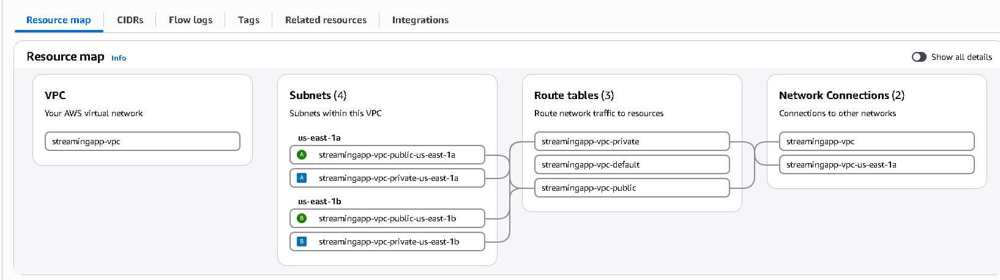 Resource map
CIDRs
Flow logs
Tags
Related resources
Integrations
Resource map Info
Show all details
VPC
Your AWS virtual network
streamingapp-vpc
Subnets (4)
Subnets within this VPC
us-east-1a
A streamingapp-vpc-public-us-east-1a
A streamingapp-vpc-private-us-east-1a
us-east-1b
B streamingapp-vpc-public-us-east-1b
B streamingapp-vpc-private-us-east-1b
Route tables (3)
Route network traffic to resources
streamingapp-vpc-private
streamingapp-vpc-default
streamingapp-vpc-public
Network Connections (2)
Connections to other networks
streamingapp-vpc
streamingapp-vpc-us-east-1a